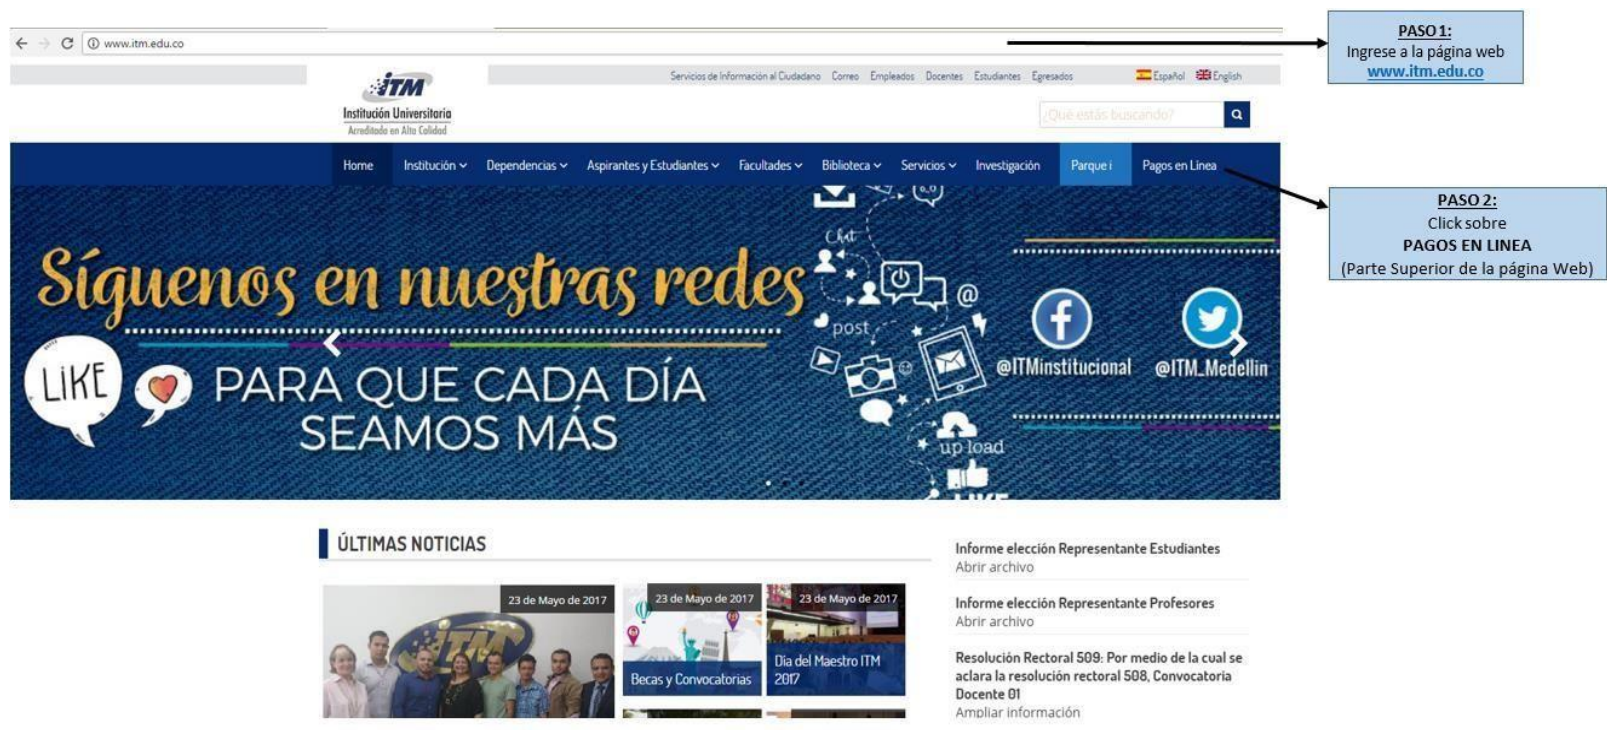 www.itm.edu.co
PASO 1:
Ingrese a la página web
www.itm.edu.co
Servicios de Información al Ciudadano Correo Empleados Docentes Estudiantes Egresados Español English
iTM
Institución Universitaria
Acreditada en Alta Calidad
¿Qué estás buscando?
Home Institución Dependencias Aspirantes y Estudiantes Facultades Biblioteca Servicios Investigación Parque i Pagos en Línea
PASO 2:
Click sobre
PAGOS EN LINEA
(Parte Superior de la página Web)
Síguenos en nuestras redes
LIKE
PARA QUE CADA DÍA
SEAMOS MÁS
Chat
@
post
up load
LIKE
@ITMinstitucional @ITM_Medellin
ÚLTIMAS NOTICIAS
23 de Mayo de 2017
iTM
23 de Mayo de 2017
Becas y Convocatorias
23 de Mayo de 2017
Día del Maestro ITM
2017
Informe elección Representante Estudiantes
Abrir archivo
Informe elección Representante Profesores
Abrir archivo
Resolución Rectoral 509: Por medio de la cual se
aclara la resolución rectoral 508, Convocatoria
Docente 01
Ampliar información